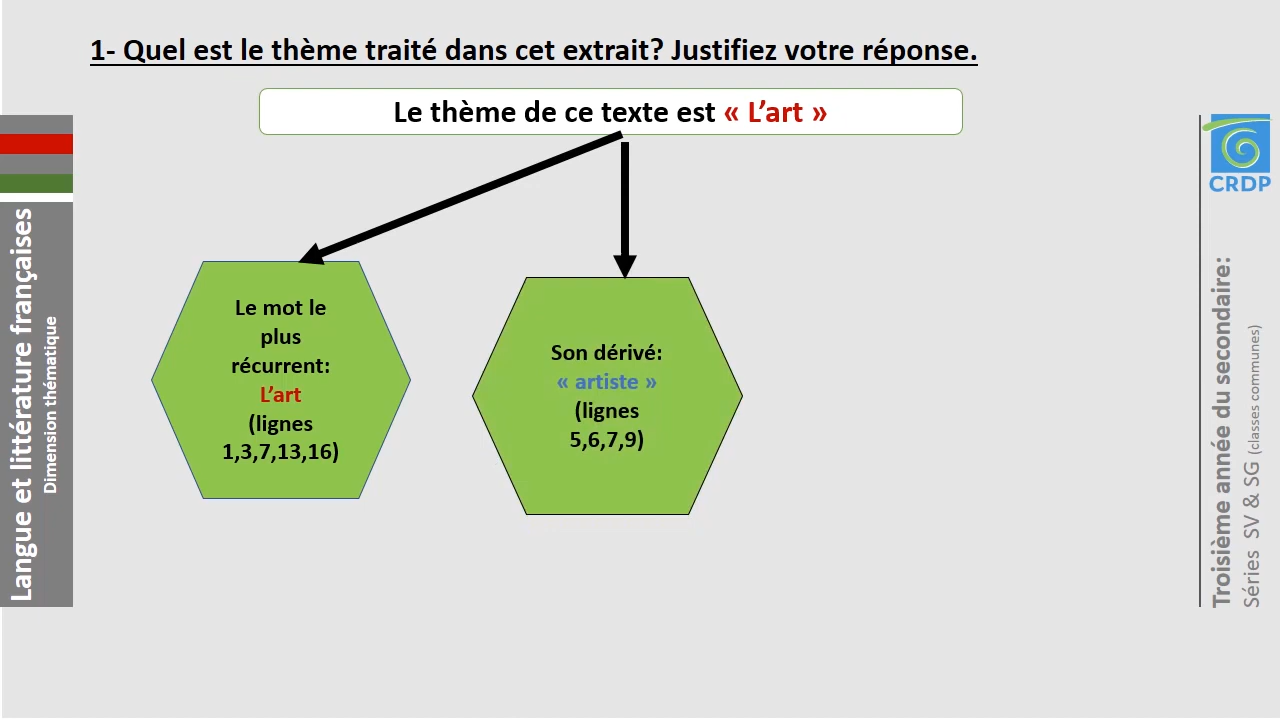 1- Quel est le thème traité dans cet extrait? Justifiez votre réponse.
Le thème de ce texte est « L’art »
Le mot le
plus
récurrent:
L’art
(lignes
1,3,7,13,16)
Son dérivé:
« artiste »
(lignes
5,6,7,9)
Langue et littérature françaises
Dimension thématique
CRDP
Troisième année du secondaire:
Séries SV & SG (classes communes)